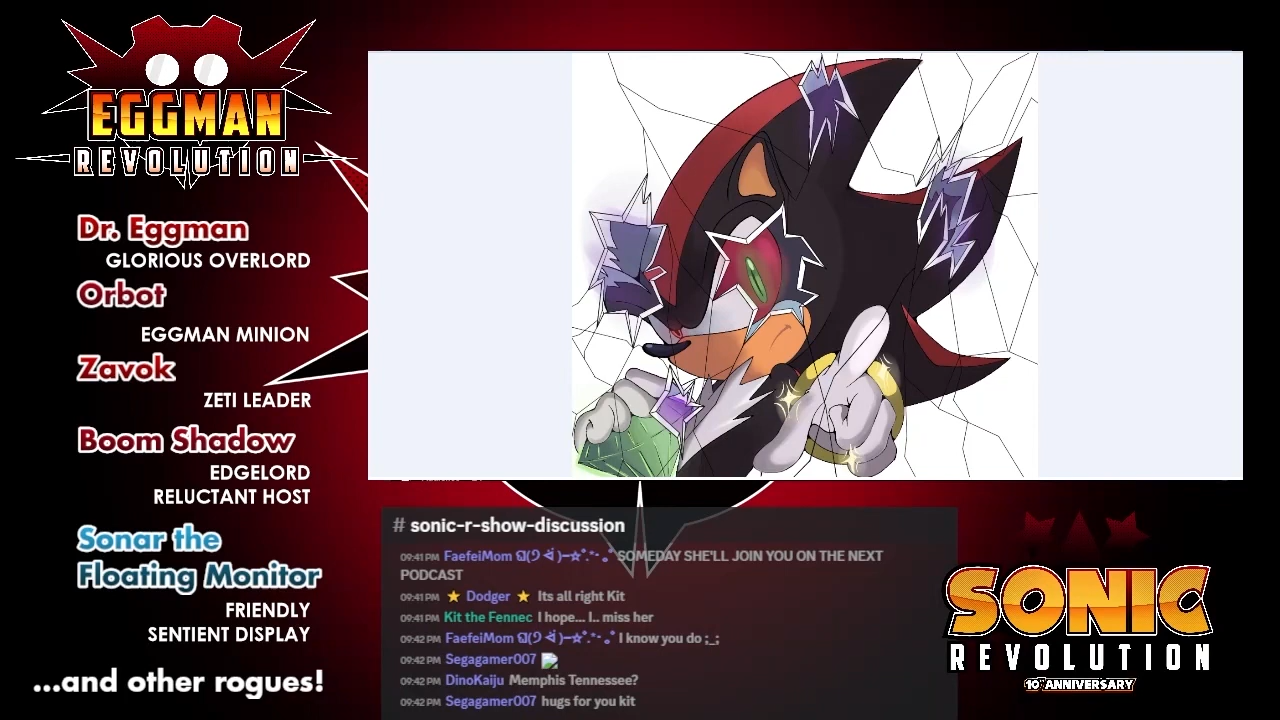 EGGMAN
REVOLUTION
Dr. Eggman
GLORIOUS OVERLORD
Orbot
EGGMAN MINION
Zavok
ZETI LEADER
Boom Shadow
EDGELORD
RELUCTANT HOST
Sonar the
Floating Monitor
FRIENDLY
SENTIENT DISPLAY
...and other rogues!
# sonic-r-show-discussion
09:41 PM FaefeiMom ᘏ(੭ ᐛ )━☆ﾟ.*･｡ﾟ SOMEDAY SHE'LL JOIN YOU ON THE NEXT
PODCAST
09:41 PM ⭐ Dodger ⭐ Its all right Kit
09:41 PM Kit the Fennec I hope... I.. miss her
09:42 PM FaefeiMom ᘏ(੭ ᐛ )━☆ﾟ.*･｡ﾟ I know you do ;_;
09:42 PM Segagamer007
09:42 PM DinoKaiju Memphis Tennessee?
09:42 PM Segagamer007 hugs for you kit
SONIC
REVOLUTION
10TH ANNIVERSARY